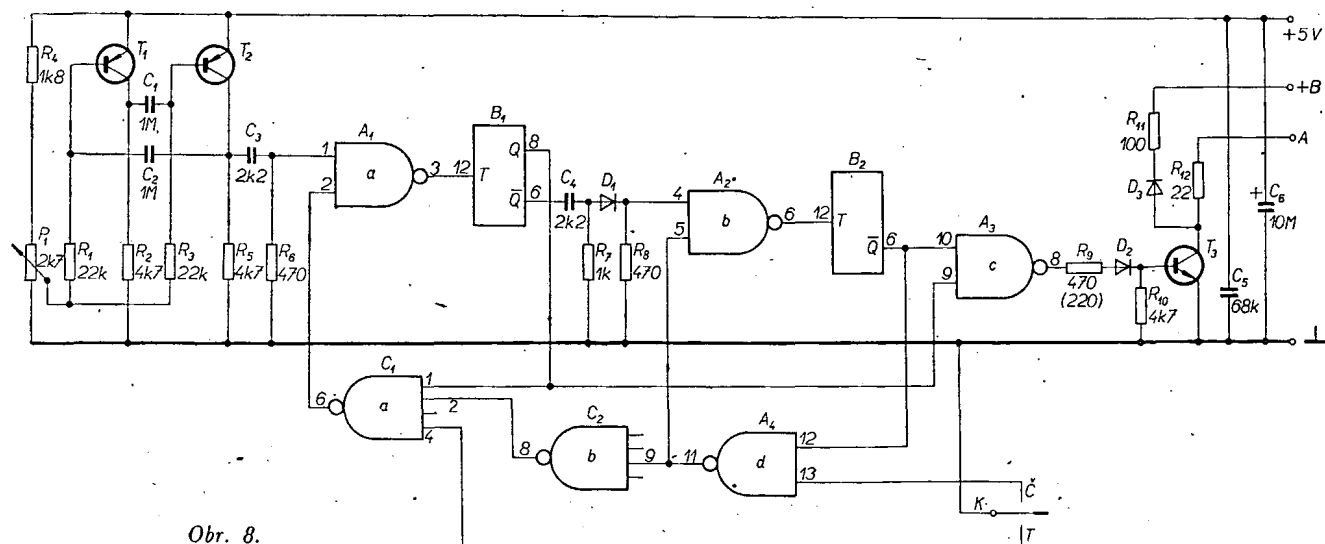 R4
1k8
T1
T2
C1
1M
C2
1M
C3
2k2
P1
2k7
R1
22k
R2
4k7
R3
22k
R5
4k7
R6
470
A1
1
2
a
3
B1
12
T
Q
8
Q̅
6
C4
2k2
D1
R7
1k
R8
470
A2
4
5
b
6
B2
12
T
Q̅
6
A3
10
9
c
8
R9
470
(220)
D2
R10
4k7
T3
R11
100
D3
R12
22
+5V
+B
A
C6
+
10M
C5
68k
⊥
C1
6
a
1
2
4
C2
8
b
9
A4
11
d
12
13
K
Č
T
Obr. 8.